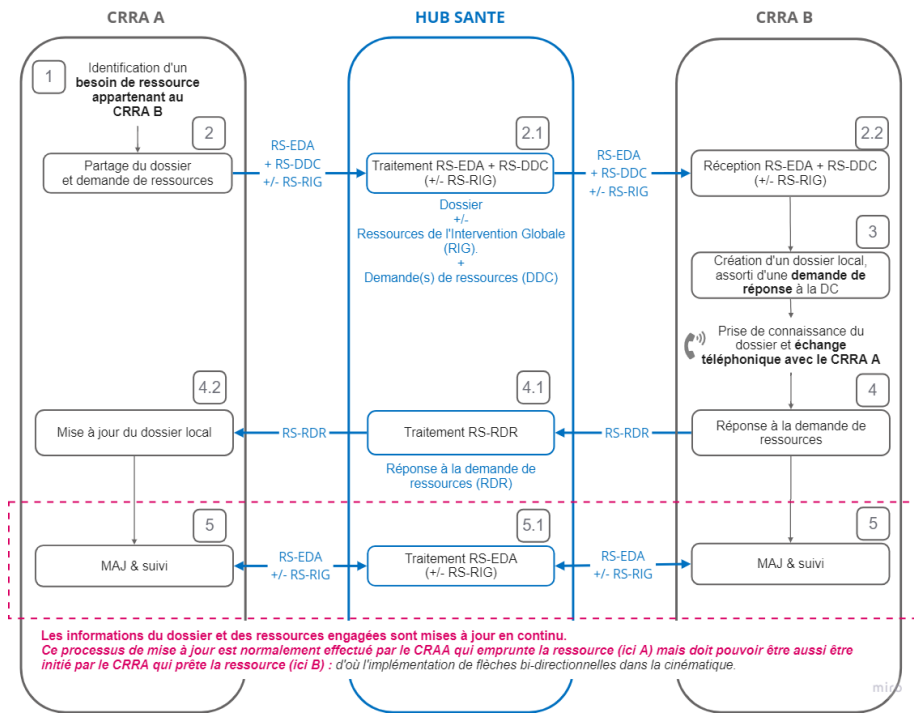 CRRA A
HUB SANTE
CRRA B
1
Identification d'un
besoin de ressource
appartenant au
CRRA B
2
Partage du dossier
et demande de ressources
RS-EDA
+ RS-DDC
+/- RS-RIG
2.1
Traitement RS-EDA + RS-DDC
(+/- RS-RIG)
Dossier
+/-
Ressources de l'Intervention Globale
(RIG).
+
Demande(s) de ressources (DDC)
RS-EDA
+ RS-DDC
+/- RS-RIG
2.2
Réception RS-EDA + RS-DDC
(+/- RS-RIG)
3
Création d'un dossier local,
assorti d'une demande de
réponse à la DC
Prise de connaissance du
dossier et échange
téléphonique avec le CRRA A
4
Réponse à la demande de
ressources
RS-RDR
4.1
Traitement RS-RDR
Réponse à la demande de
ressources (RDR)
RS-RDR
4.2
Mise à jour du dossier local
5
MAJ & suivi
RS-EDA
+/- RS-RIG
5.1
Traitement RS-EDA
(+/- RS-RIG)
RS-EDA
+/- RS-RIG
5
MAJ & suivi
Les informations du dossier et des ressources engagées sont mises à jour en continu.
Ce processus de mise à jour est normalement effectué par le CRAA qui emprunte la ressource (ici A) mais doit pouvoir être aussi être
initié par le CRRA qui prête la ressource (ici B) : d'où l'implémentation de flèches bi-directionnelles dans la cinématique.
miro